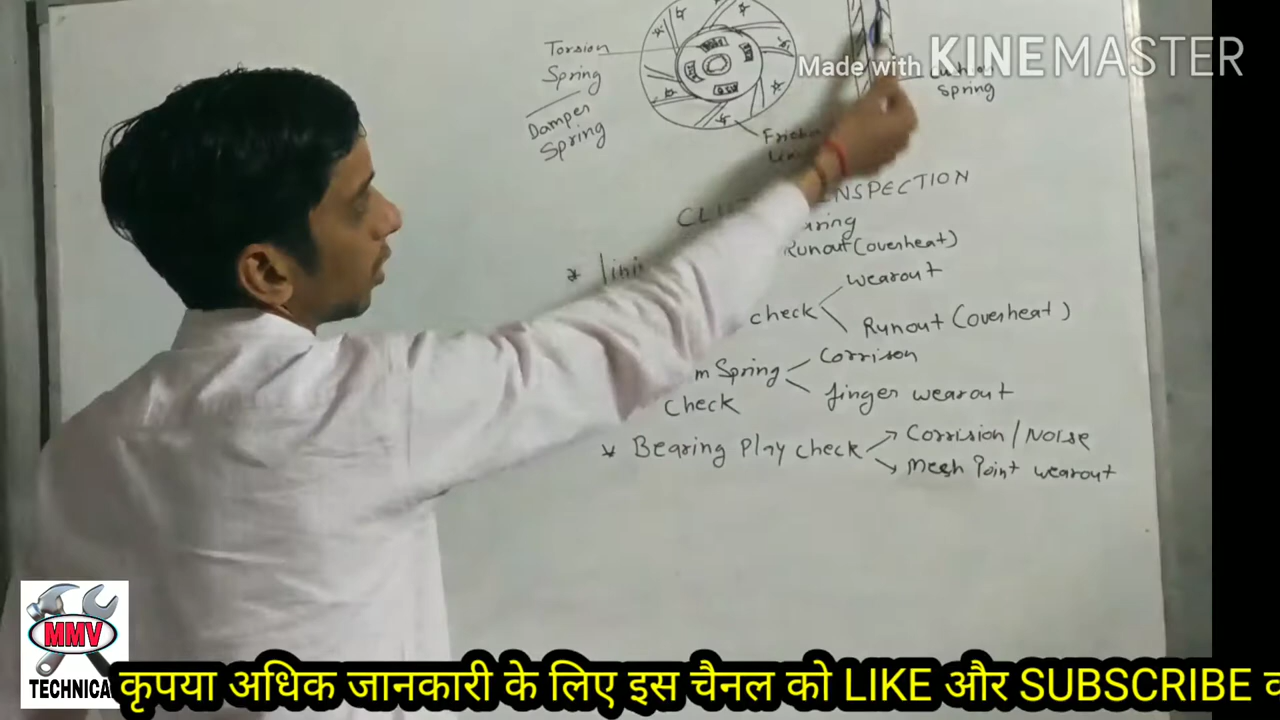 Torsion
Spring
Damper
Spring
Made with KINEMASTER
Spring
INSPECTION
Runout (overheat)
wearout
check
Runout (overheat)
Spring
Corrison
Check
finger wearout
* Bearing Play check
Corrision / Noise
Mesh Point wearout
MMV
TECHNICA
कृपया अधिक जानकारी के लिए इस चैनल को LIKE और SUBSCRIBE